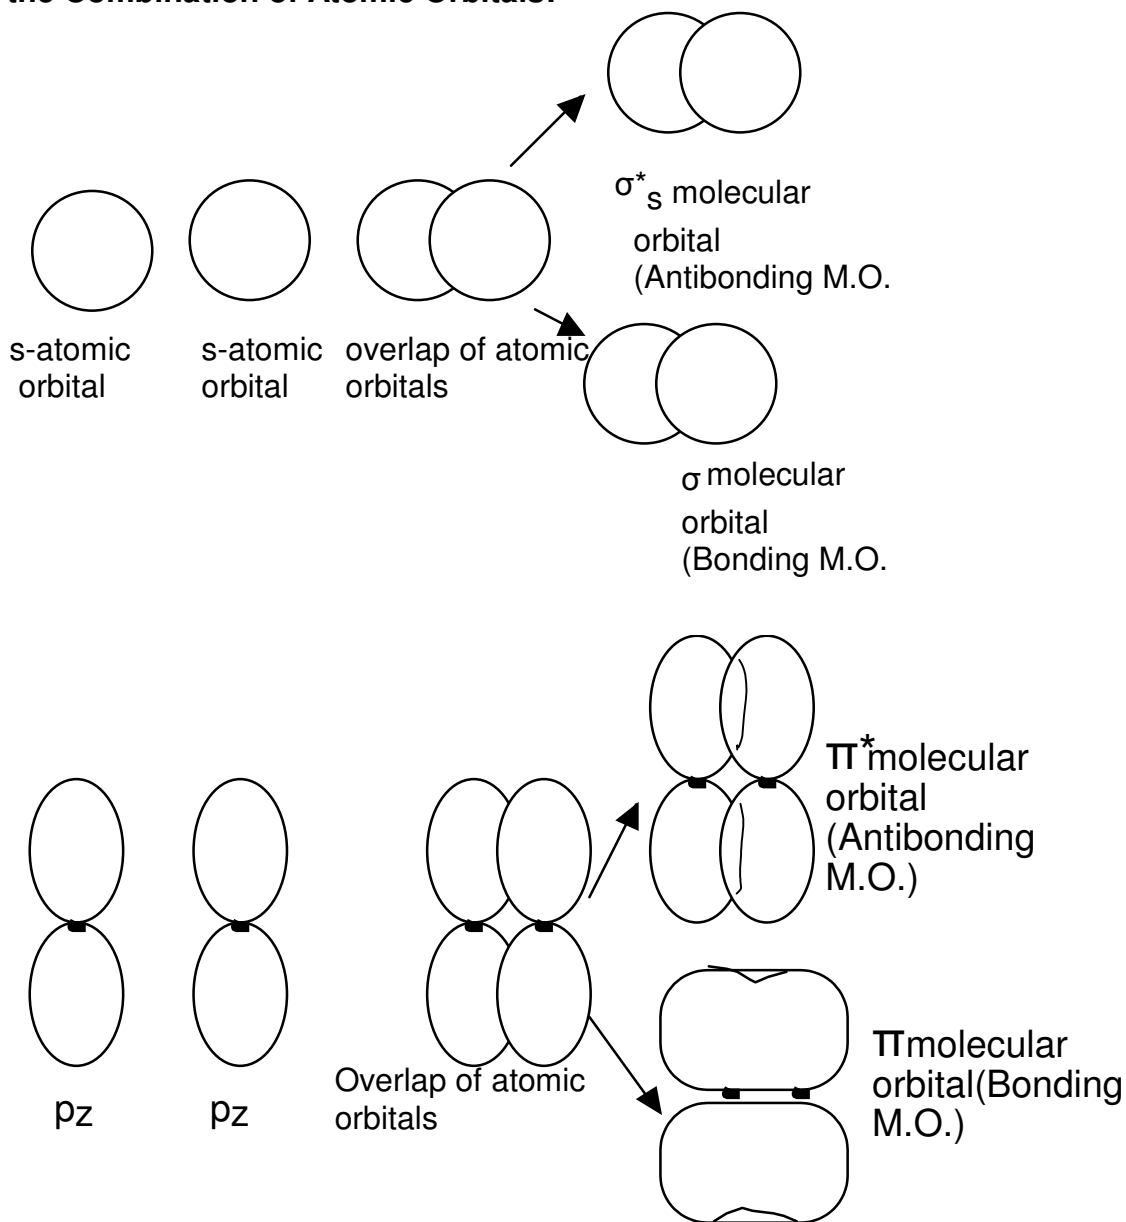 the Combination of Atomic Orbitals:
σ*s molecular
orbital
(Antibonding M.O.
s-atomic
orbital
s-atomic
orbital
overlap of atomic
orbitals
σ molecular
orbital
(Bonding M.O.
π*molecular
orbital
(Antibonding
M.O.)
πmolecular
orbital(Bonding
M.O.)
Overlap of atomic
orbitals
pz
pz